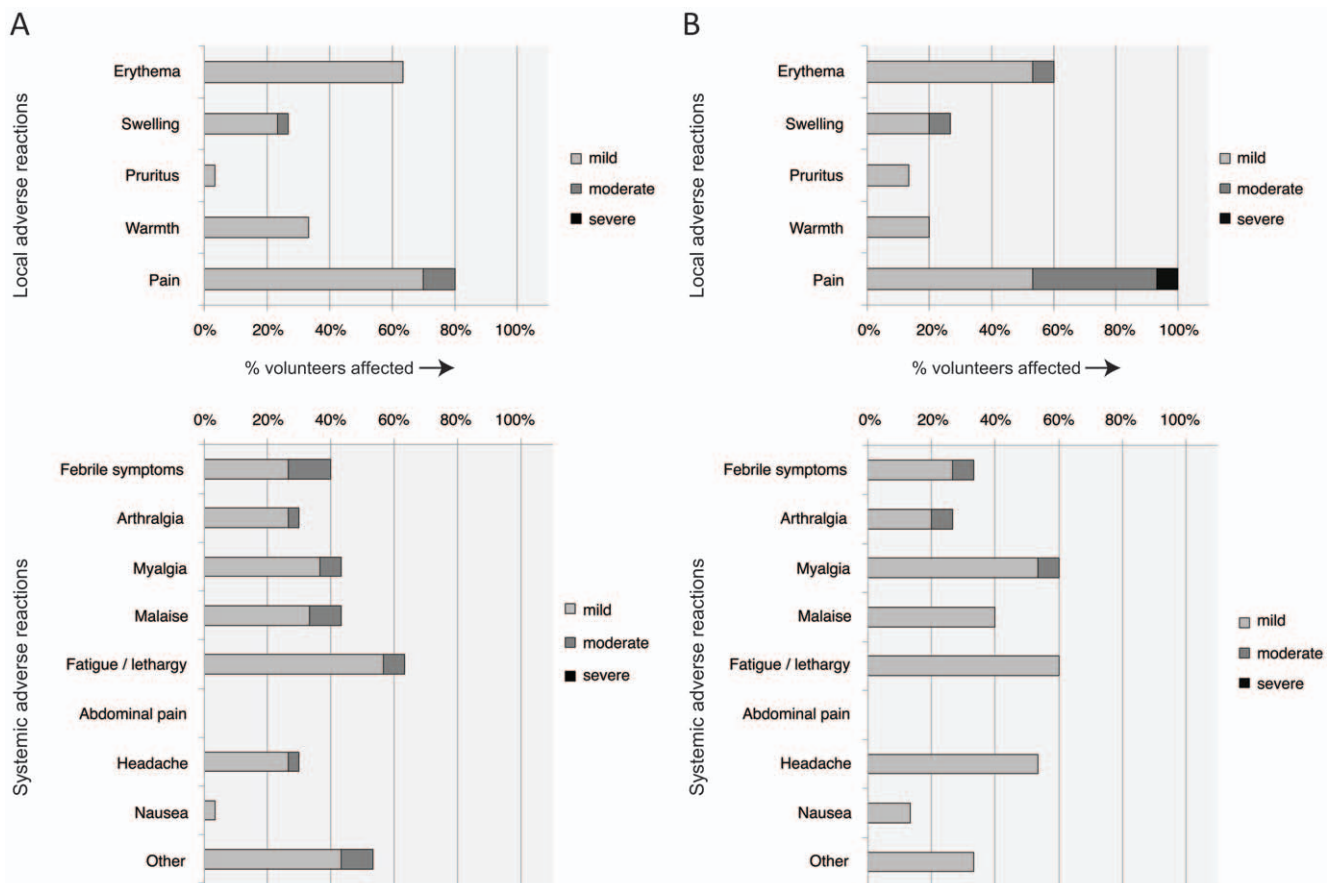 A
Local adverse reactions
Erythema
Swelling
Pruritus
Warmth
Pain
mild
moderate
severe
0% 20% 40% 60% 80% 100%
% volunteers affected
B
Local adverse reactions
Erythema
Swelling
Pruritus
Warmth
Pain
mild
moderate
severe
0% 20% 40% 60% 80% 100%
% volunteers affected
0% 20% 40% 60% 80% 100%
Systemic adverse reactions
Febrile symptoms
Arthralgia
Myalgia
Malaise
Fatigue / lethargy
Abdominal pain
Headache
Nausea
Other
mild
moderate
severe
0% 20% 40% 60% 80% 100%
Systemic adverse reactions
Febrile symptoms
Arthralgia
Myalgia
Malaise
Fatigue / lethargy
Abdominal pain
Headache
Nausea
Other
mild
moderate
severe